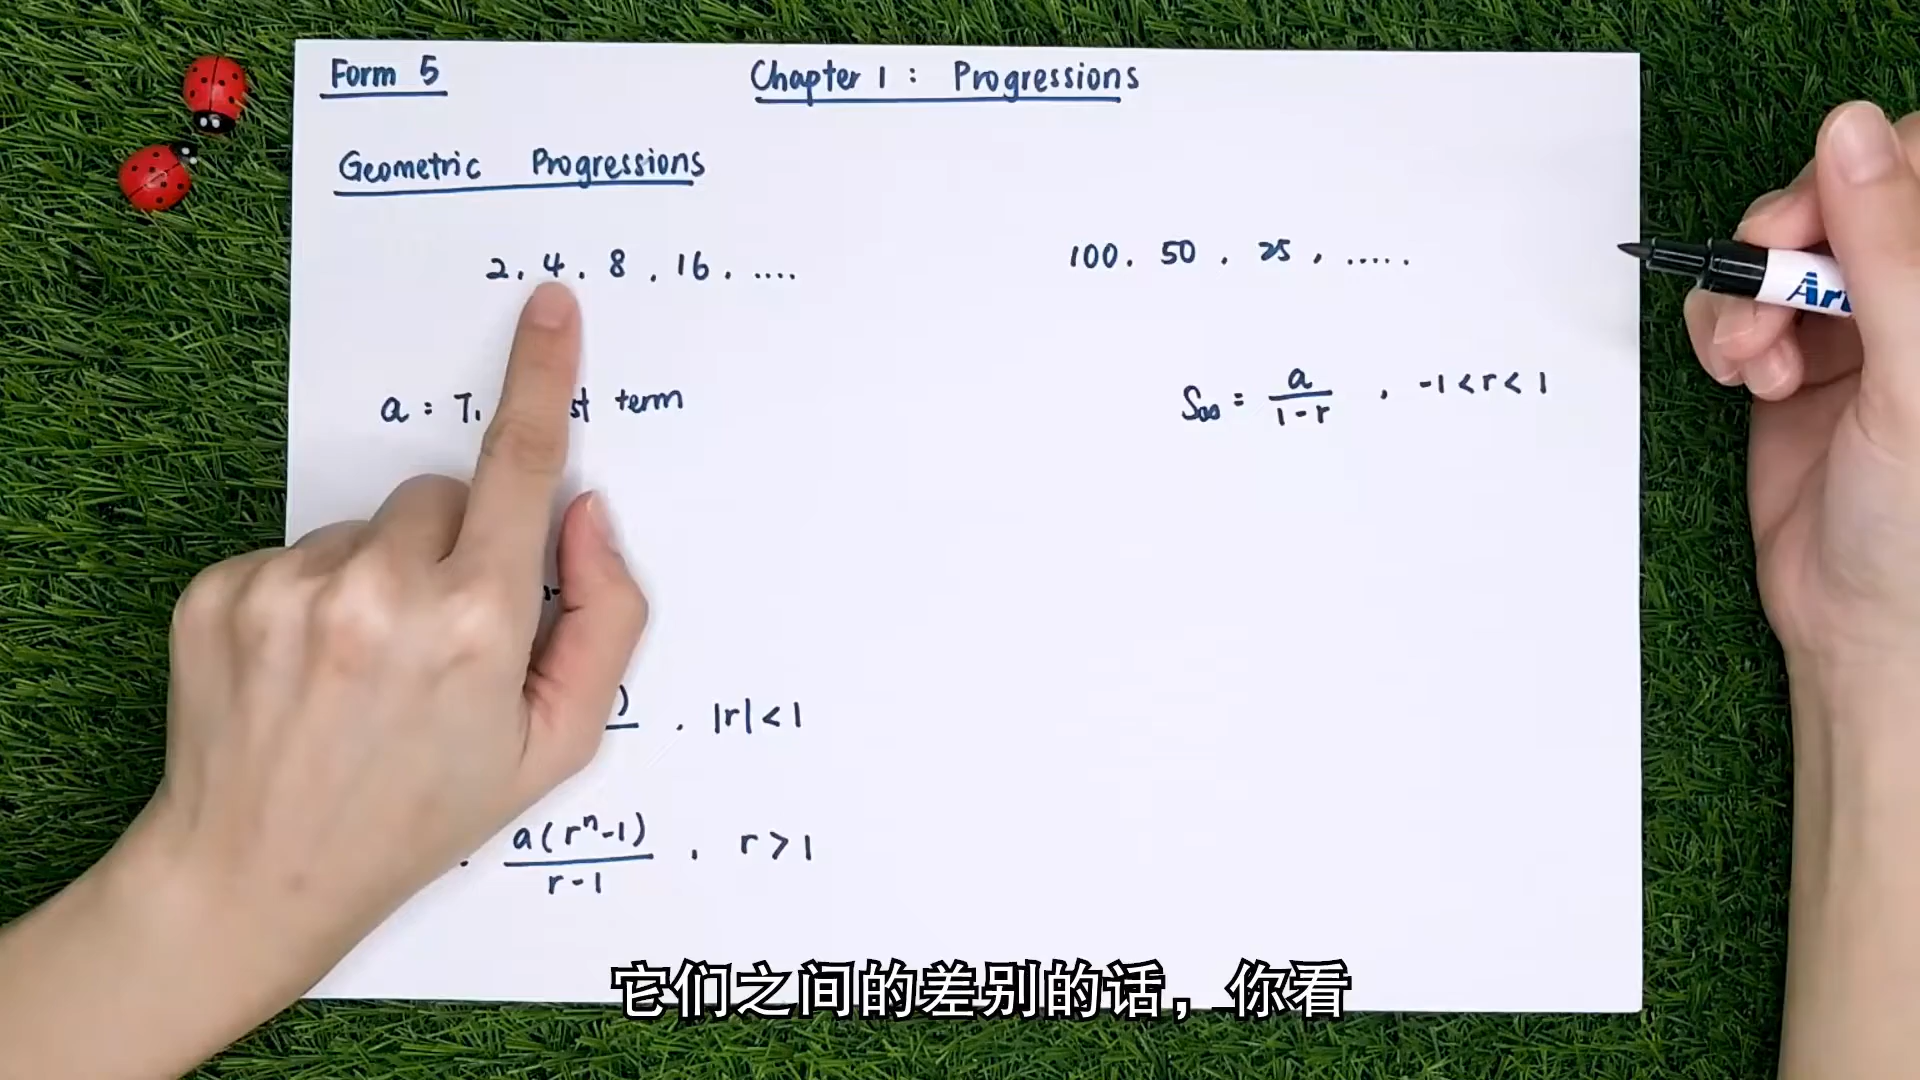 Form 5
Chapter 1 : Progressions
Geometric Progressions
2. 4. 8 . 16 . ....
100. 50 . 25 . .....
a = T₁ term
S∞ = a/(1-r) , -1 < r < 1
) . |r| < 1
a(rⁿ-1)/(r-1) . r > 1
Art
它们之间的差别的话，你看